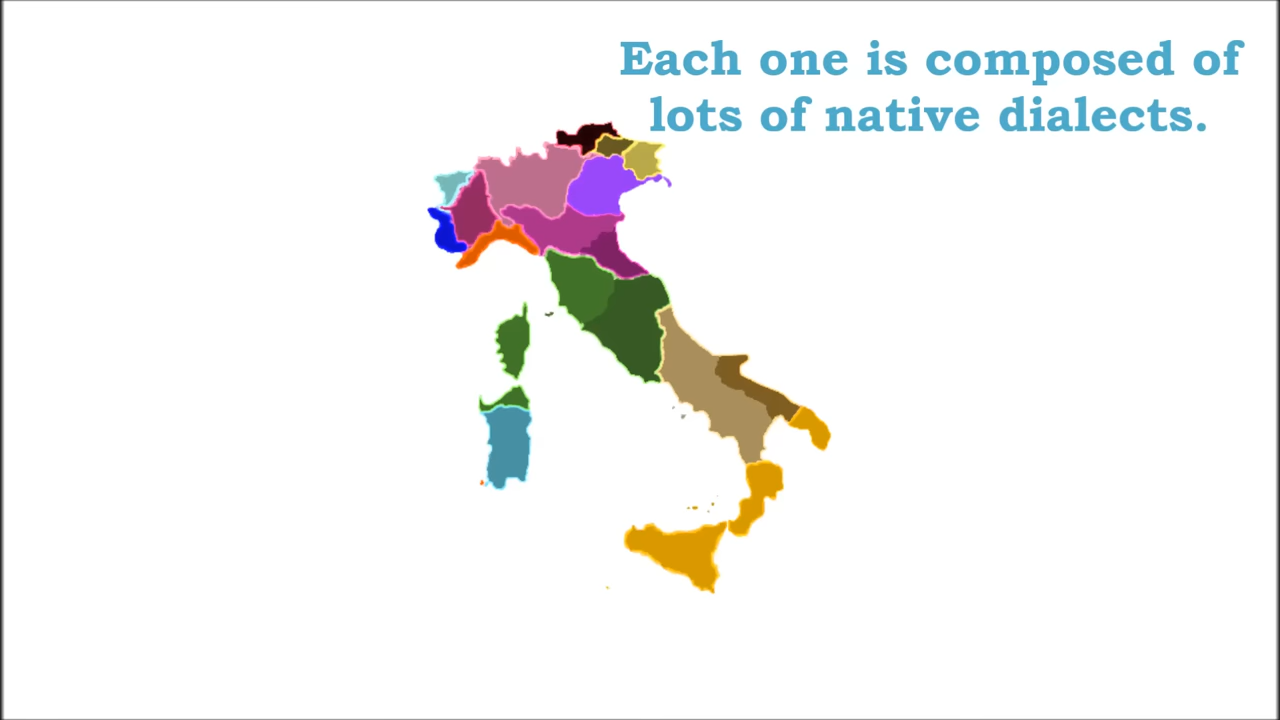 Each one is composed of
lots of native dialects.